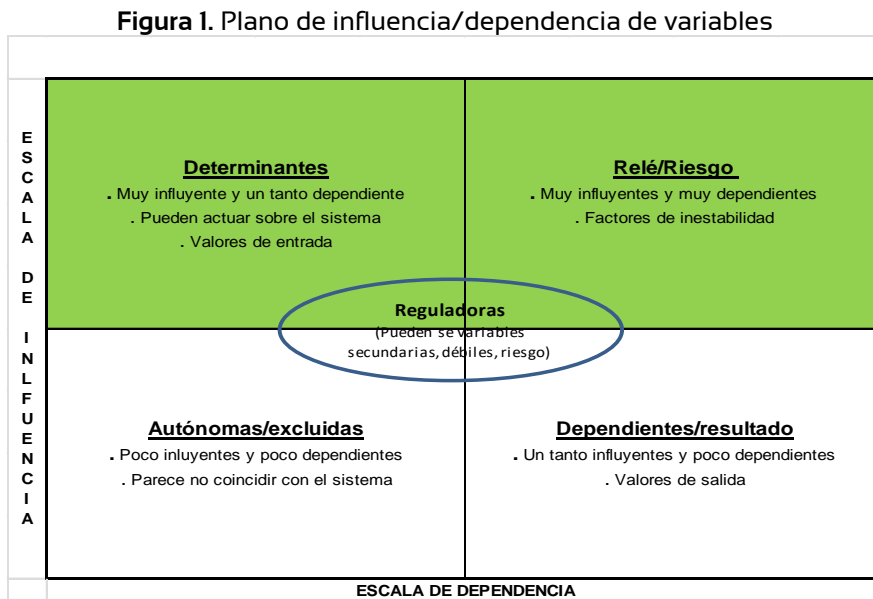 Figura 1. Plano de influencia/dependencia de variables
ESCALA DE INLFUENCIA
Determinantes
. Muy influyente y un tanto dependiente
. Pueden actuar sobre el sistema
. Valores de entrada
Relé/Riesgo
. Muy influyentes y muy dependientes
. Factores de inestabilidad
Reguladoras
(Pueden se variables
secundarias, débiles, riesgo)
Autónomas/excluidas
. Poco inluyentes y poco dependientes
. Parece no coincidir con el sistema
Dependientes/resultado
. Un tanto influyentes y poco dependientes
. Valores de salida
ESCALA DE DEPENDENCIA